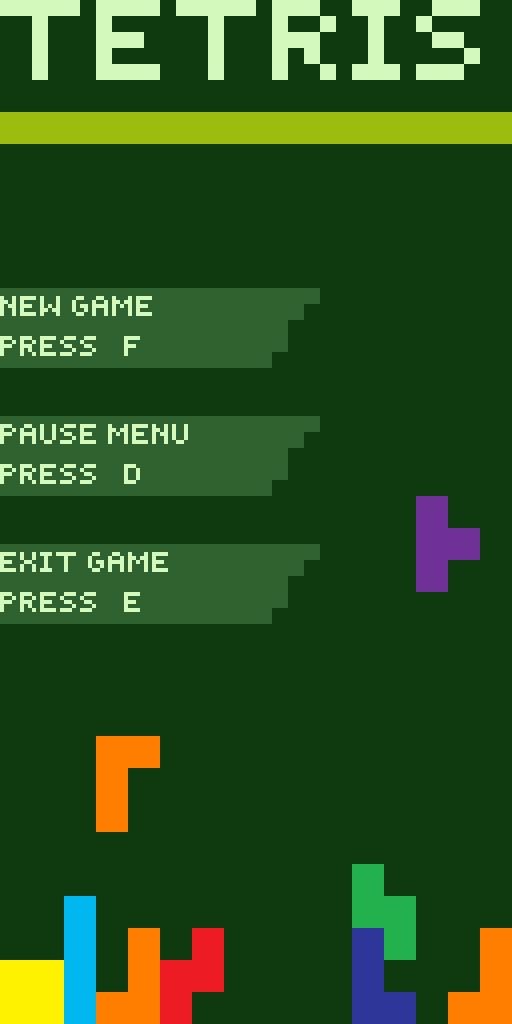 TETRIS
NEW GAME
PRESS F
PAUSE MENU
PRESS D
EXIT GAME
PRESS E